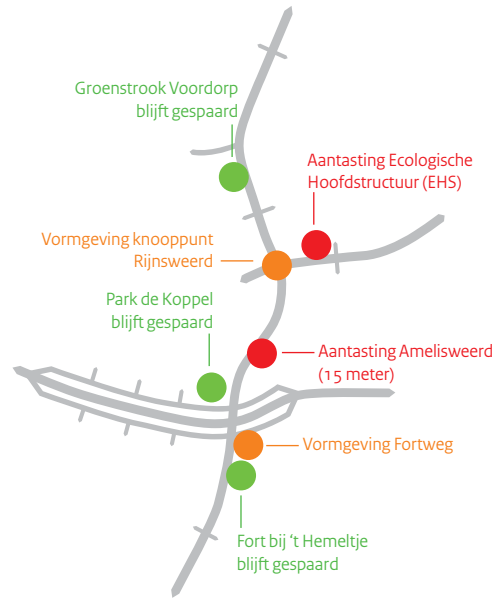 Groenstrook Voordorp
blijft gespaard
Aantasting Ecologische
Hoofdstructuur (EHS)
Vormgeving knooppunt
Rijnsweerd
Park de Koppel
blijft gespaard
Aantasting Amelisweerd
(15 meter)
Vormgeving Fortweg
Fort bij ‘t Hemeltje
blijft gespaard